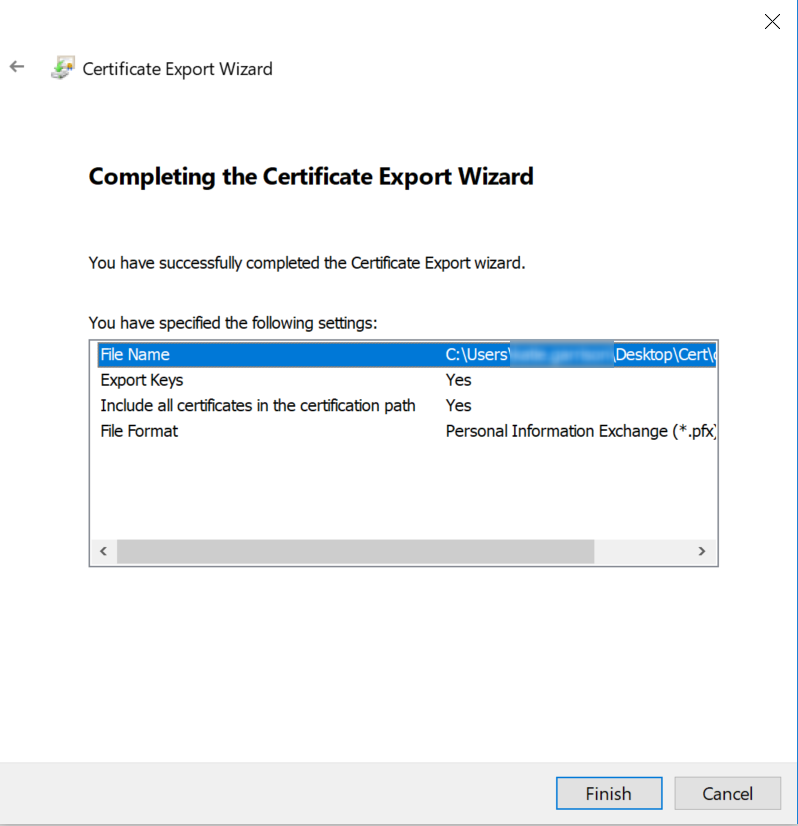 Certificate Export Wizard
Completing the Certificate Export Wizard
You have successfully completed the Certificate Export wizard.
You have specified the following settings:
File Name C:\Users\ \Desktop\Cert\
Export Keys Yes
Include all certificates in the certification path Yes
File Format Personal Information Exchange (*.pfx)
Finish Cancel